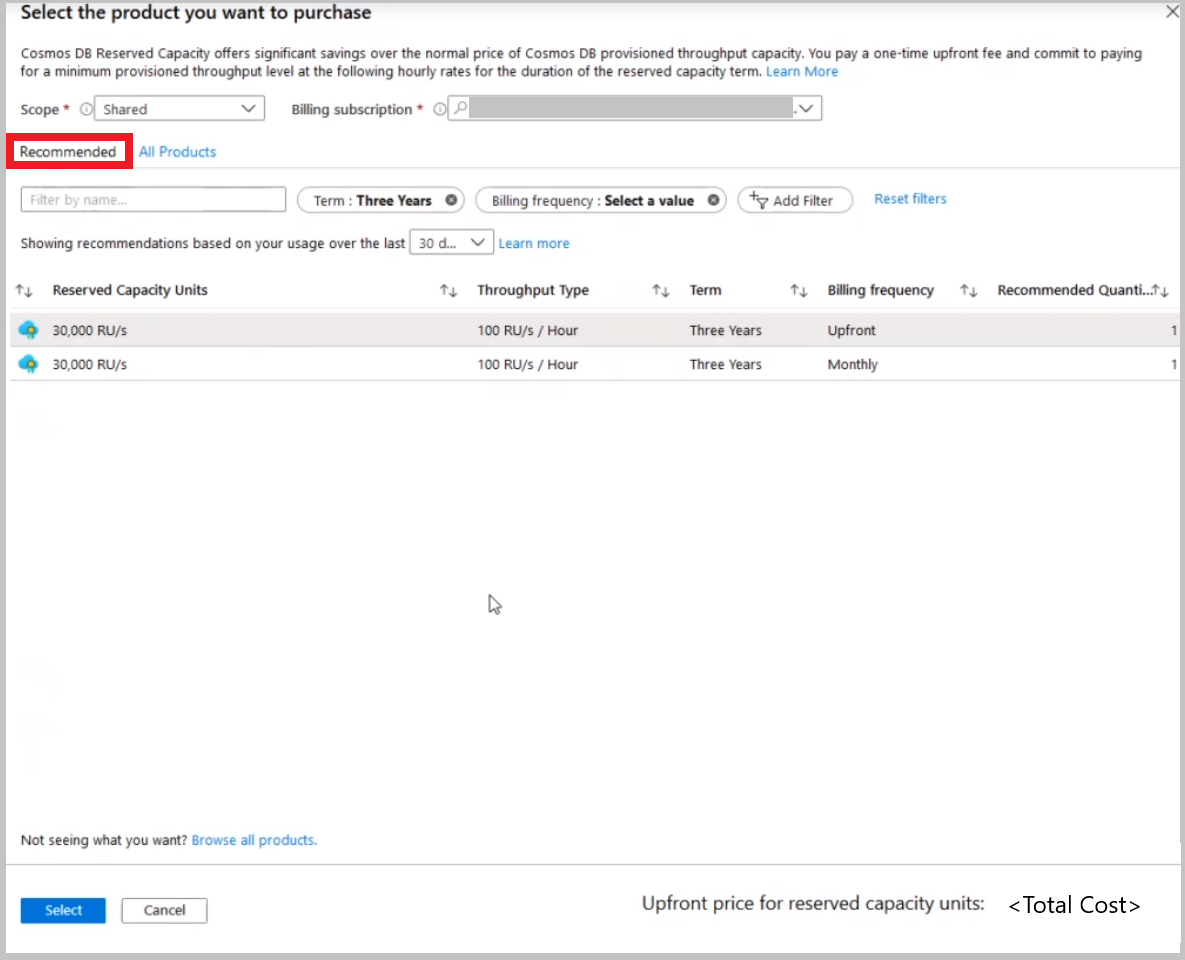 Select the product you want to purchase
Cosmos DB Reserved Capacity offers significant savings over the normal price of Cosmos DB provisioned throughput capacity. You pay a one-time upfront fee and commit to paying
for a minimum provisioned throughput level at the following hourly rates for the duration of the reserved capacity term. Learn More
Scope * Shared Billing subscription *
Recommended All Products
Filter by name... Term : Three Years Billing frequency : Select a value Add Filter Reset filters
Showing recommendations based on your usage over the last 30 d... Learn more
Reserved Capacity Units Throughput Type Term Billing frequency Recommended Quanti...
30,000 RU/s 100 RU/s / Hour Three Years Upfront 1
30,000 RU/s 100 RU/s / Hour Three Years Monthly 1
Not seeing what you want? Browse all products.
Select Cancel Upfront price for reserved capacity units: <Total Cost>